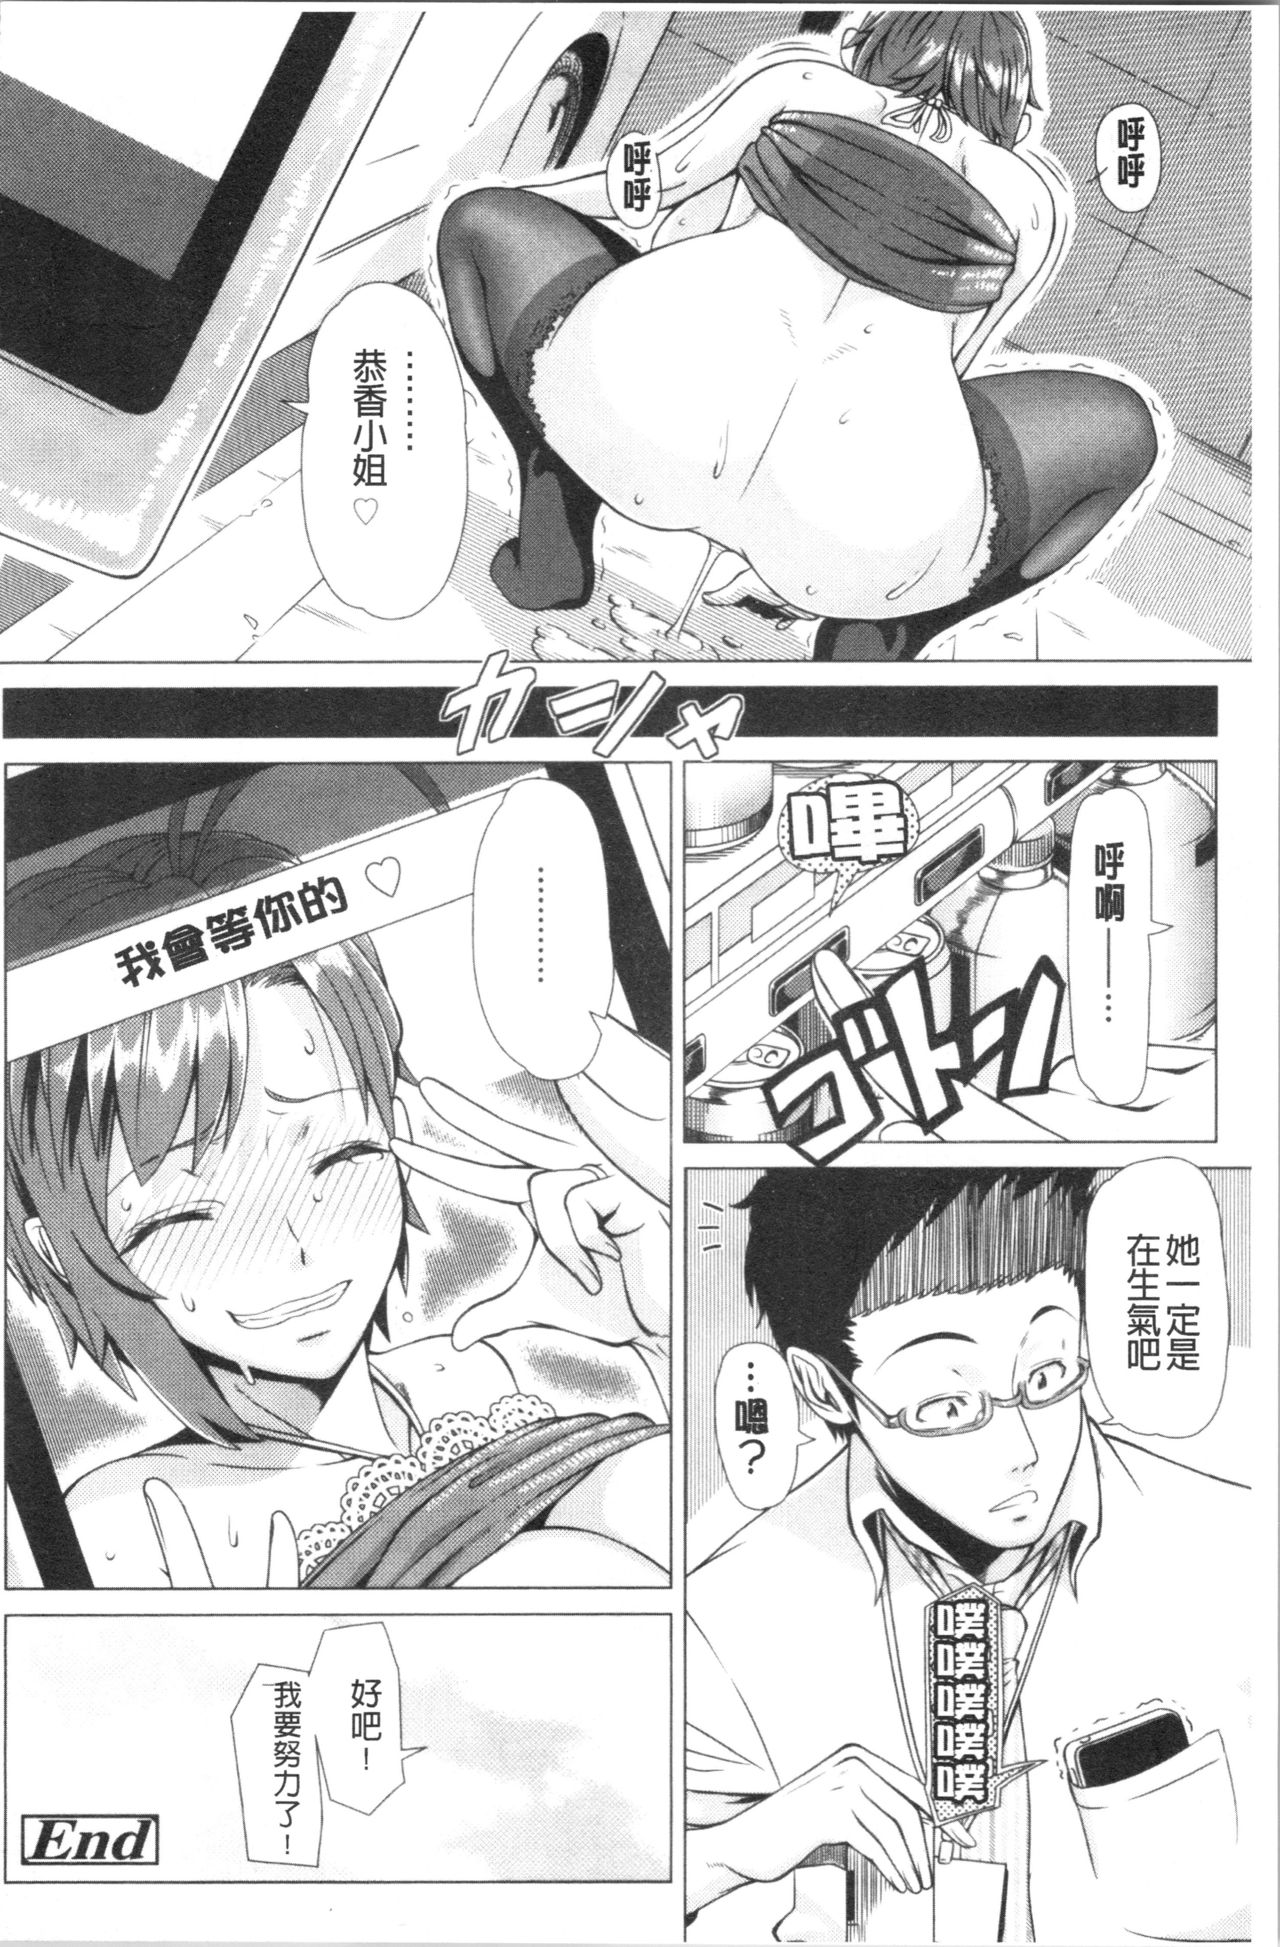 呼呼
呼呼
………
恭香小姐♡
カシャ
呼啊——…
嗶
ゴトン
她一定是
在生氣吧
…嗯？
噗噗噗噗噗
………
我會等你的♡
好吧！
我要努力了！
End